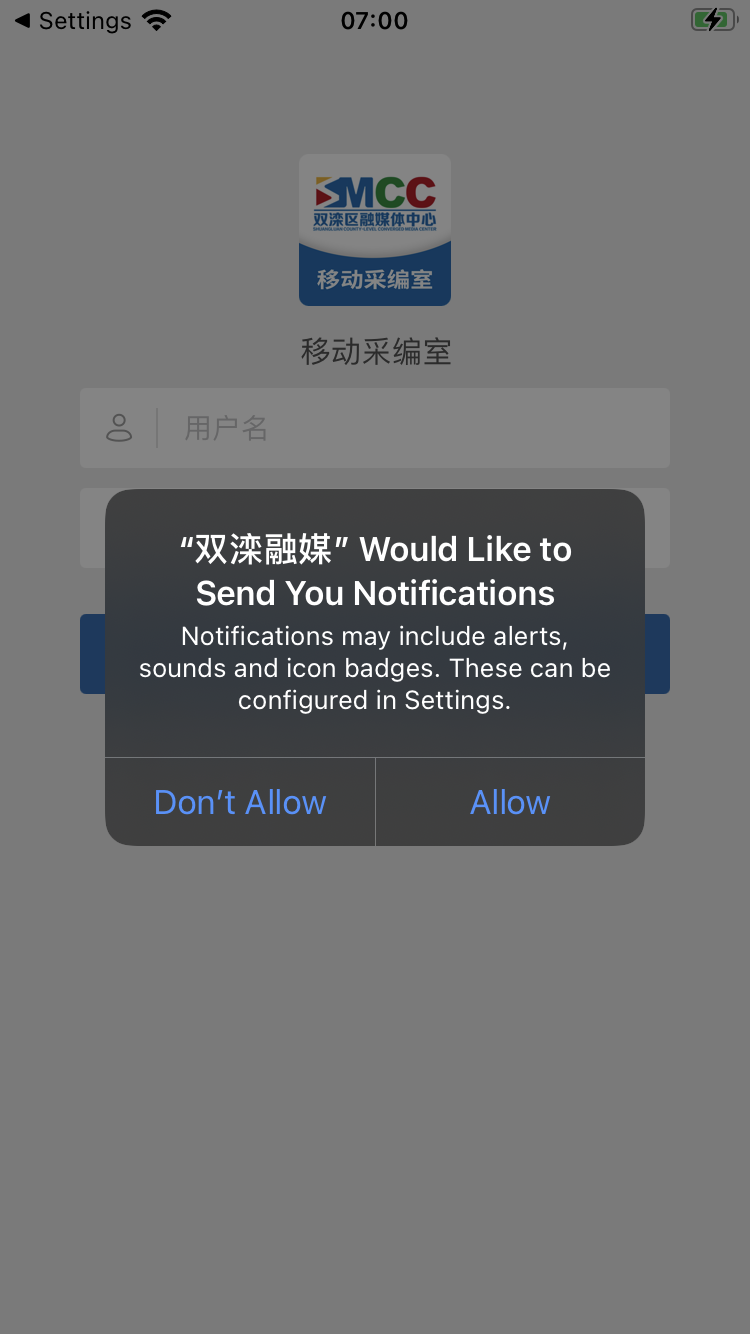 Settings
07:00
SMCC
双滦区融媒体中心
SHUANGLUAN COUNTY-LEVEL CONVERGED MEDIA CENTER
移动采编室
移动采编室
用户名
“双滦融媒” Would Like to
Send You Notifications
Notifications may include alerts,
sounds and icon badges. These can be
configured in Settings.
Don’t Allow
Allow